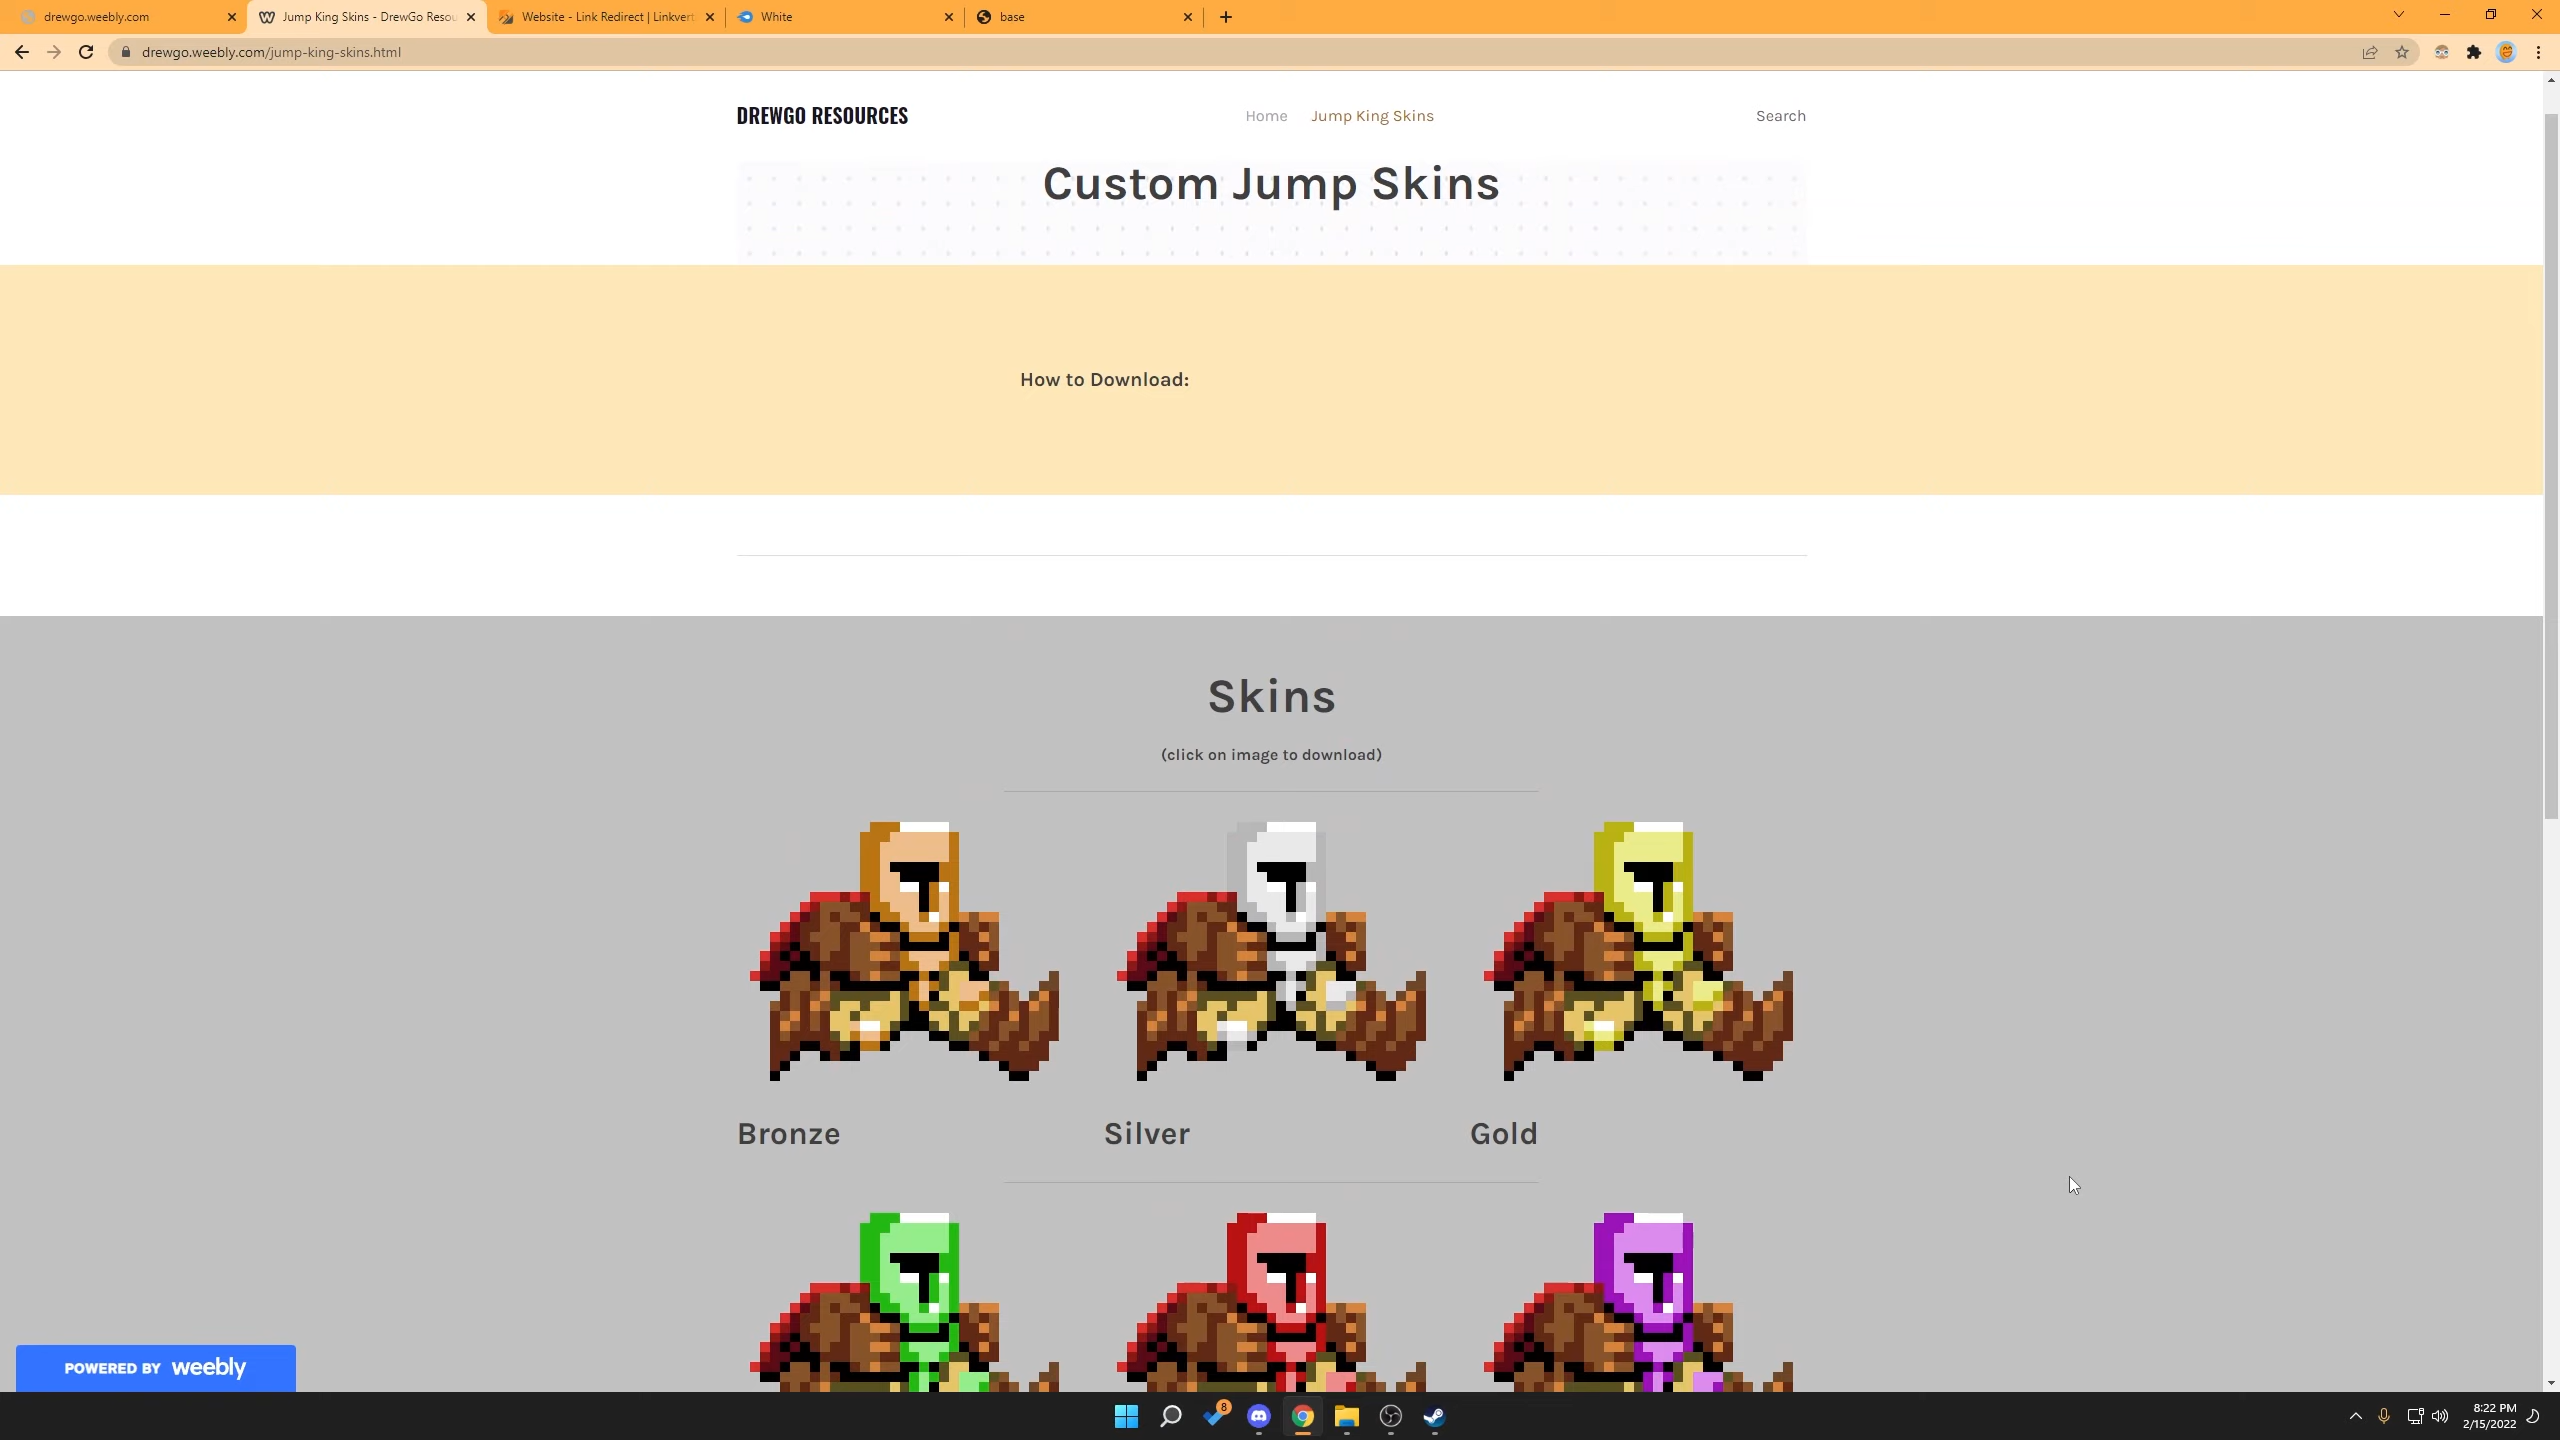 drewgo.weebly.com
Jump King Skins - DrewGo Resou
Website - Link Redirect | Linkvert
White
base
drewgo.weebly.com/jump-king-skins.html
DREWGO RESOURCES
Home
Jump King Skins
Search
Custom Jump Skins
How to Download:
Skins
(click on image to download)
Bronze
Silver
Gold
POWERED BY weebly
8
8:22 PM
2/15/2022